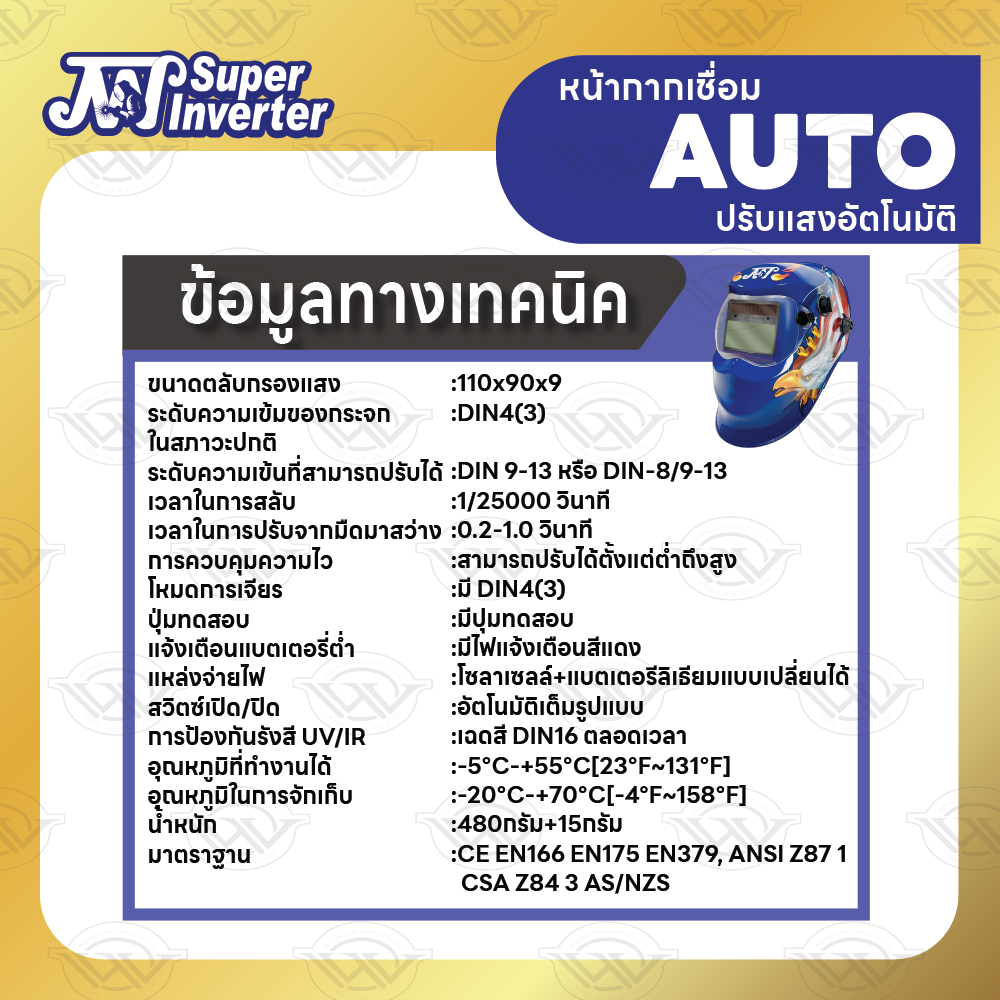 Super
Inverter
หน้ากากเชื่อม
AUTO
ปรับแสงอัตโนมัติ
ข้อมูลทางเทคนิค
ขนาดตลับกรองแสง :110x90x9
ระดับความเข้มของกระจก :DIN4(3)
ในสภาวะปกติ
ระดับความเข้นที่สามารถปรับได้ :DIN 9-13 หรือ DIN-8/9-13
เวลาในการสลับ :1/25000 วินาที
เวลาในการปรับจากมืดมาสว่าง :0.2-1.0 วินาที
การควบคุมความไว :สามารถปรับได้ตั้งแต่ต่ำถึงสูง
โหมดการเจียร :มี DIN4(3)
ปุ่มทดสอบ :มีปุ่มทดสอบ
แจ้งเตือนแบตเตอรี่ต่ำ :มีไฟแจ้งเตือนสีแดง
แหล่งจ่ายไฟ :โซลาเซลล์+แบตเตอรีลิเธียมแบบเปลี่ยนได้
สวิตซ์เปิด/ปิด :อัตโนมัติเต็มรูปแบบ
การป้องกันรังสี UV/IR :เฉดสี DIN16 ตลอดเวลา
อุณหภูมิที่ทำงานได้ :-5°C-+55°C[23°F~131°F]
อุณหภูมิในการจักเก็บ :-20°C-+70°C[-4°F~158°F]
น้ำหนัก :480กรัม+15กรัม
มาตราฐาน :CE EN166 EN175 EN379, ANSI Z87 1
CSA Z84 3 AS/NZS